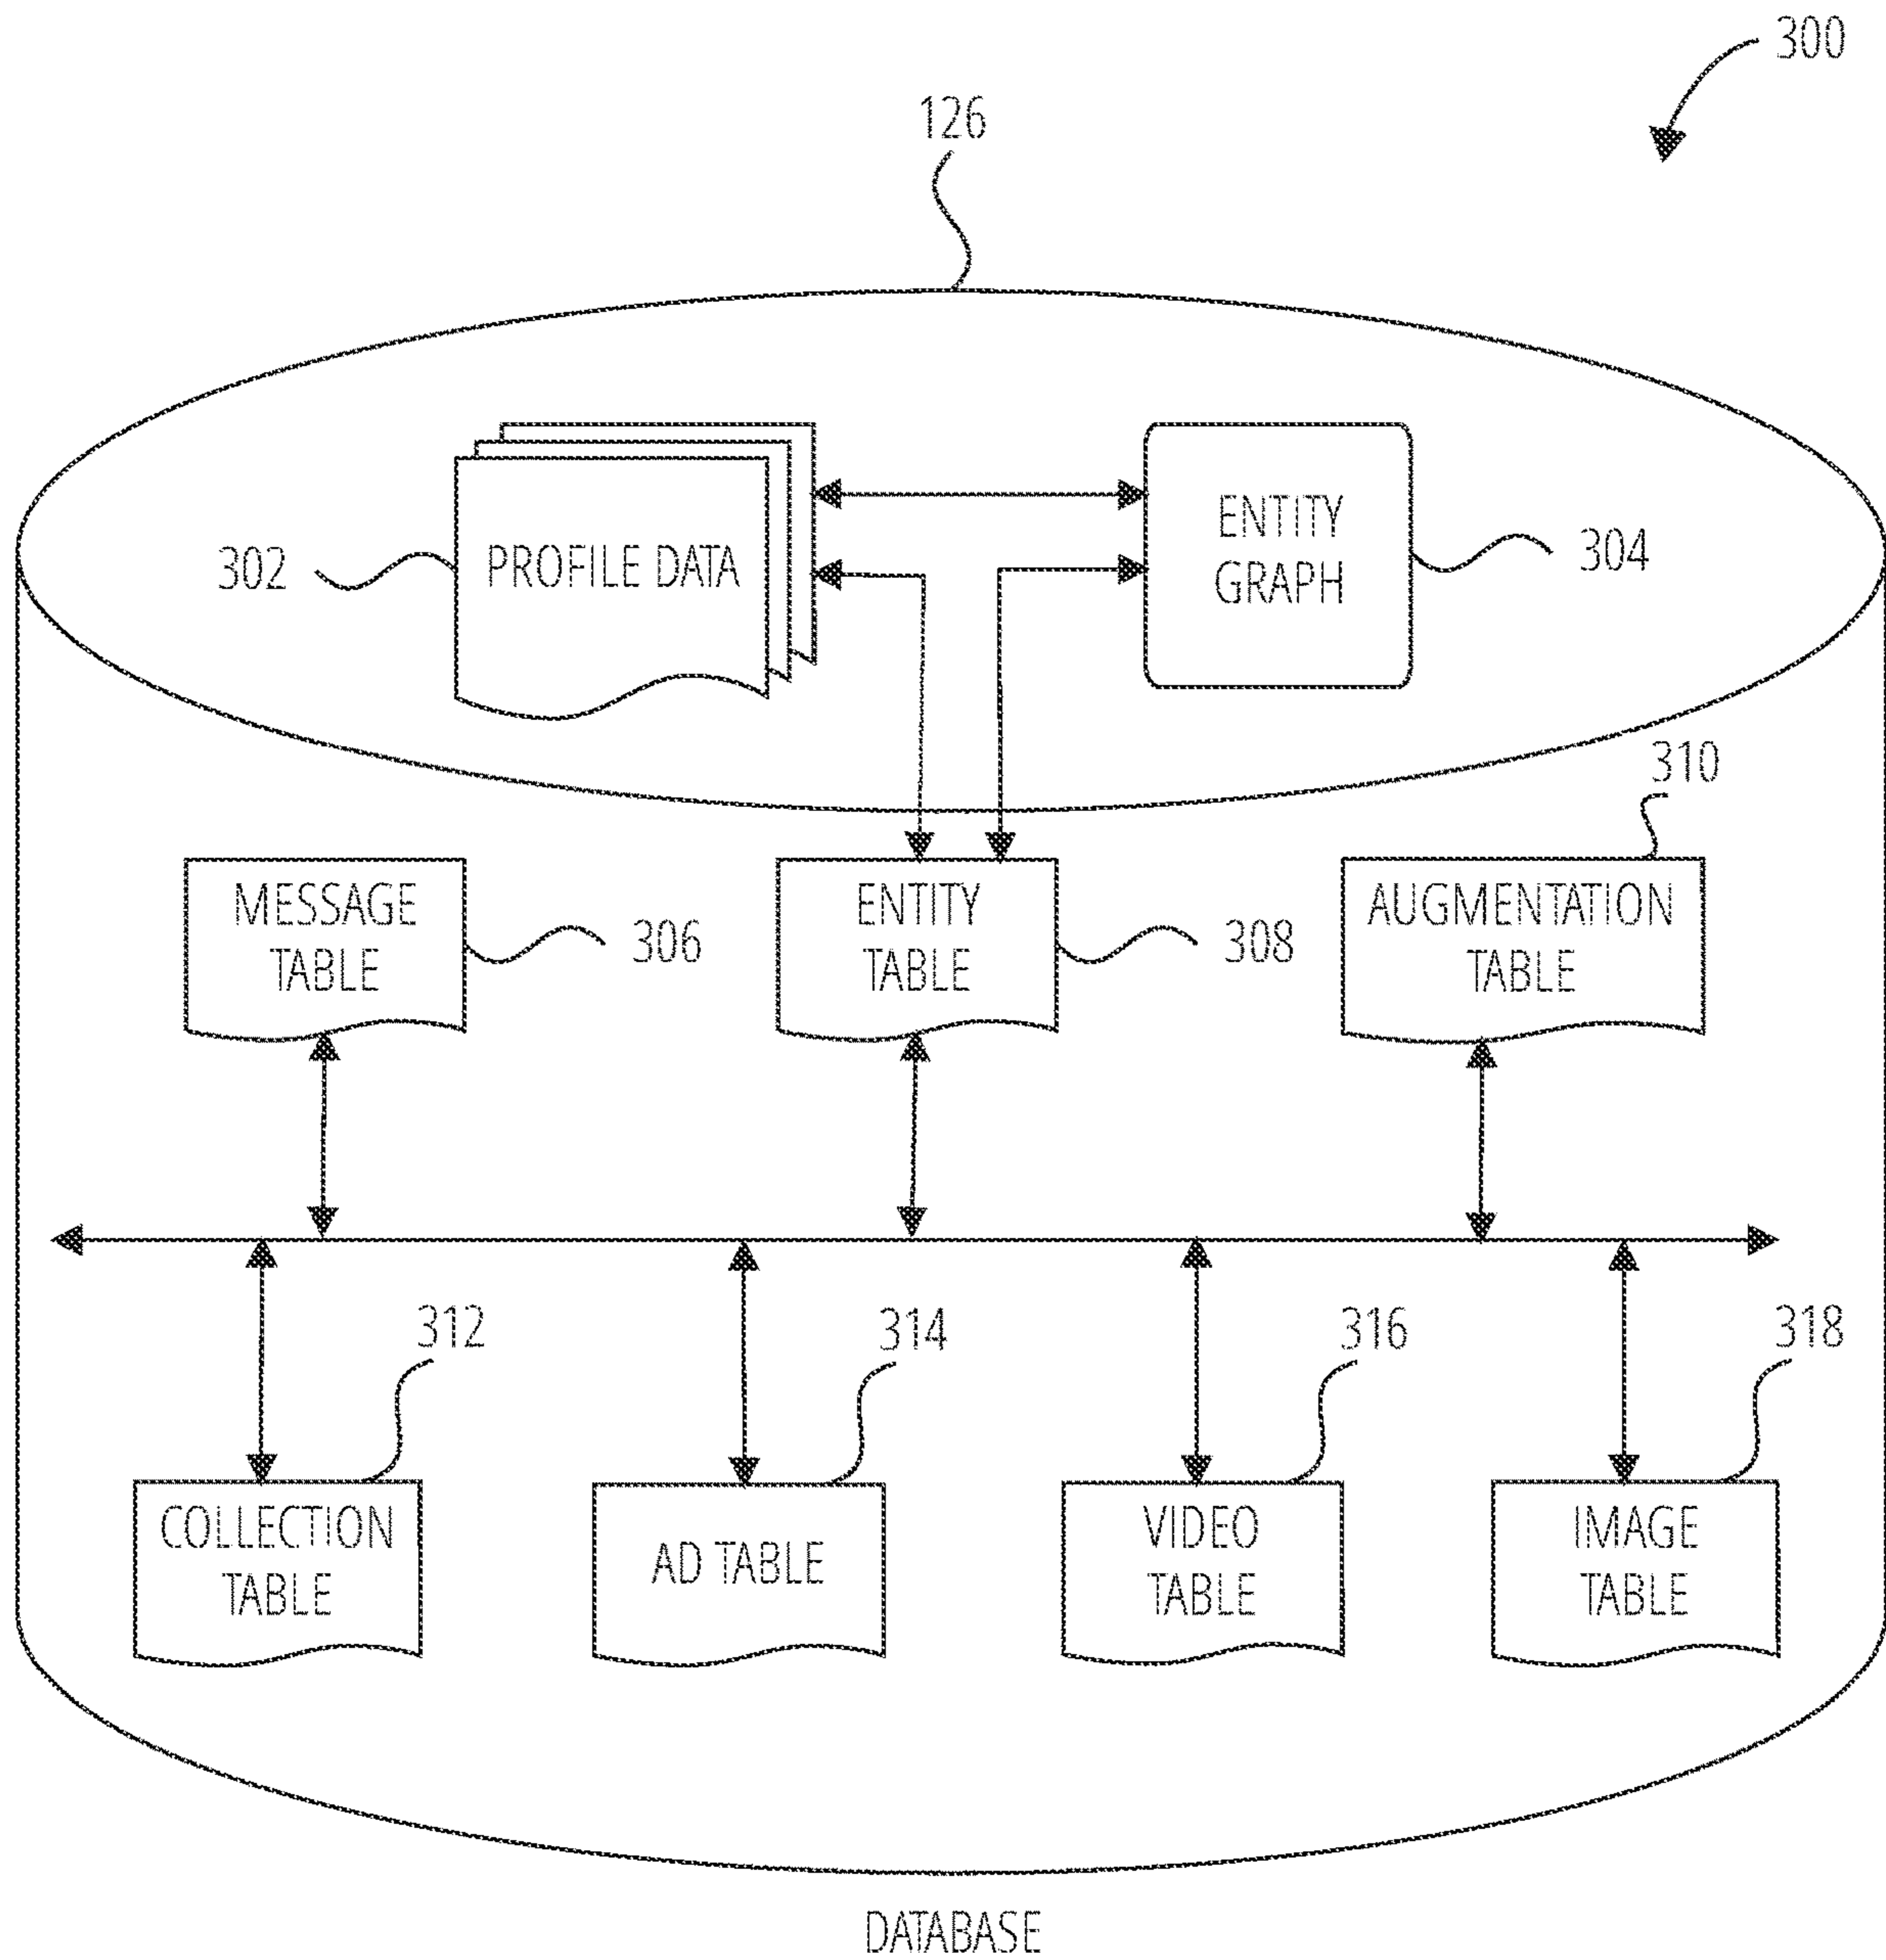 300
126
PROFILE DATA
302
ENTITY
GRAPH
304
310
MESSAGE
TABLE
306
ENTITY
TABLE
308
AUGMENTATION
TABLE
312
314
316
318
COLLECTION
TABLE
AD TABLE
VIDEO
TABLE
IMAGE
TABLE
DATABASE